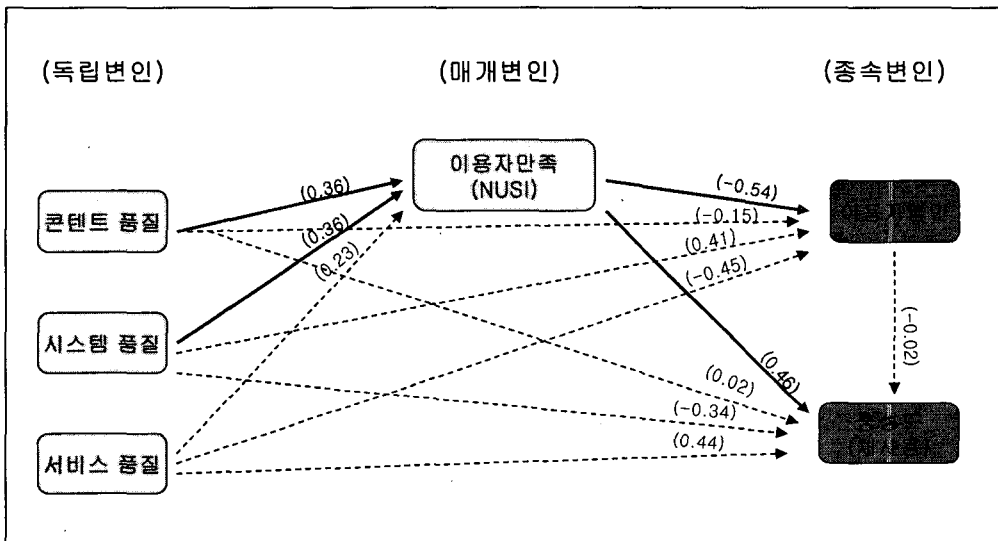 (독립변인)
(매개변인)
(종속변인)
이용자만족
(NUSI)
콘텐트 품질
시스템 품질
서비스 품질
(0.36)
(0.36)
(0.23)
(-0.54)
(-0.15)
(0.41)
(-0.45)
(0.02)
(0.46)
(-0.34)
(0.44)
(-0.02)